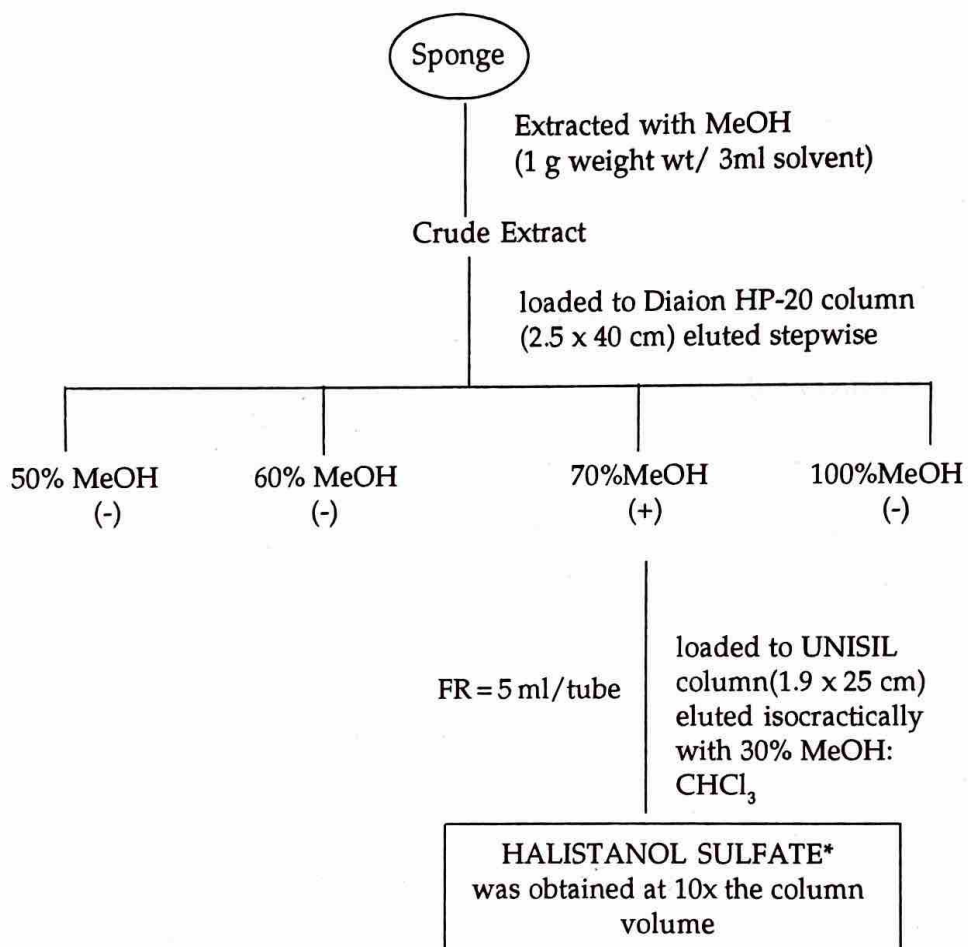 Sponge
Extracted with MeOH
(1 g weight wt/ 3ml solvent)
Crude Extract
loaded to Diaion HP-20 column
(2.5 x 40 cm) eluted stepwise
50% MeOH
(-)
60% MeOH
(-)
70%MeOH
(+)
100%MeOH
(-)
FR = 5 ml/tube
loaded to UNISIL
column(1.9 x 25 cm)
eluted isocractically
with 30% MeOH:
CHCl₃
HALISTANOL SULFATE*
was obtained at 10x the column
volume